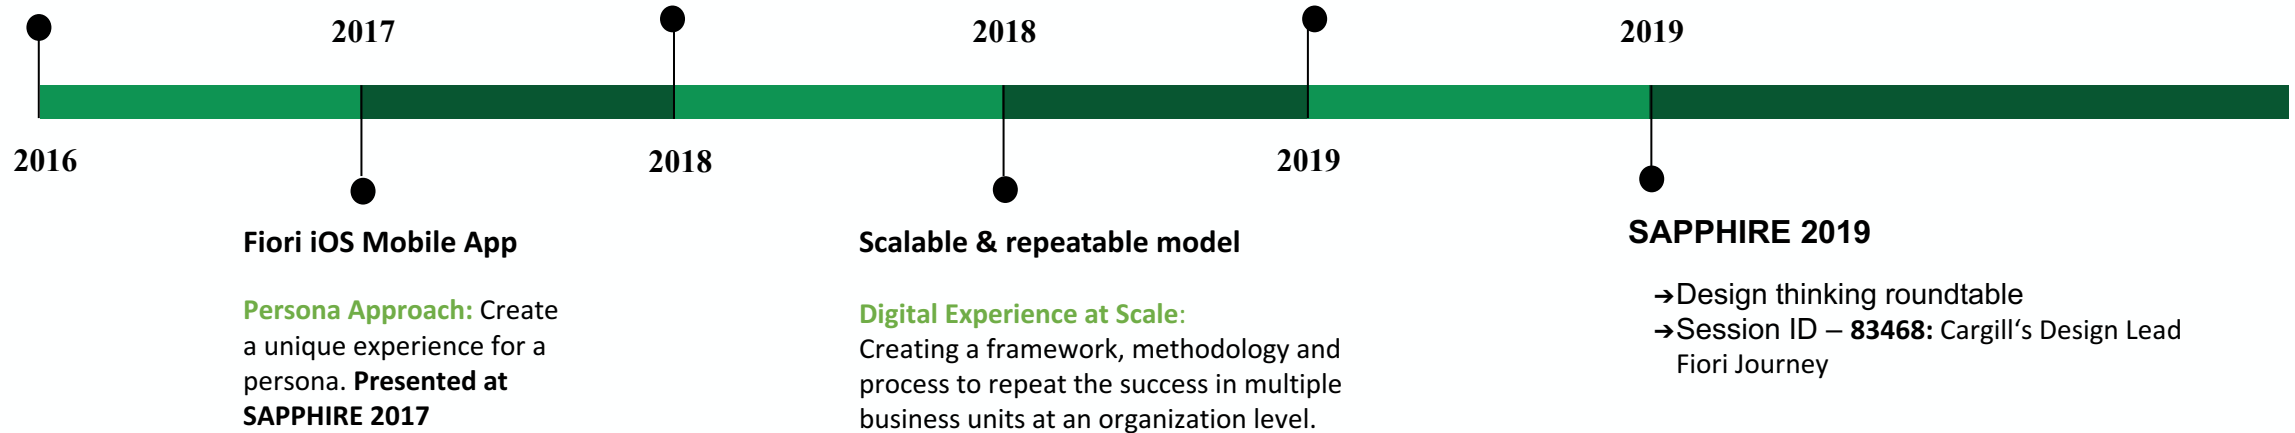 2017
2018
2019
2016
2018
2019
Fiori iOS Mobile App
Persona Approach: Create
a unique experience for a
persona. Presented at
SAPPHIRE 2017
Scalable & repeatable model
Digital Experience at Scale:
Creating a framework, methodology and
process to repeat the success in multiple
business units at an organization level.
SAPPHIRE 2019
➔Design thinking roundtable
➔Session ID – 83468: Cargill‘s Design Lead
Fiori Journey